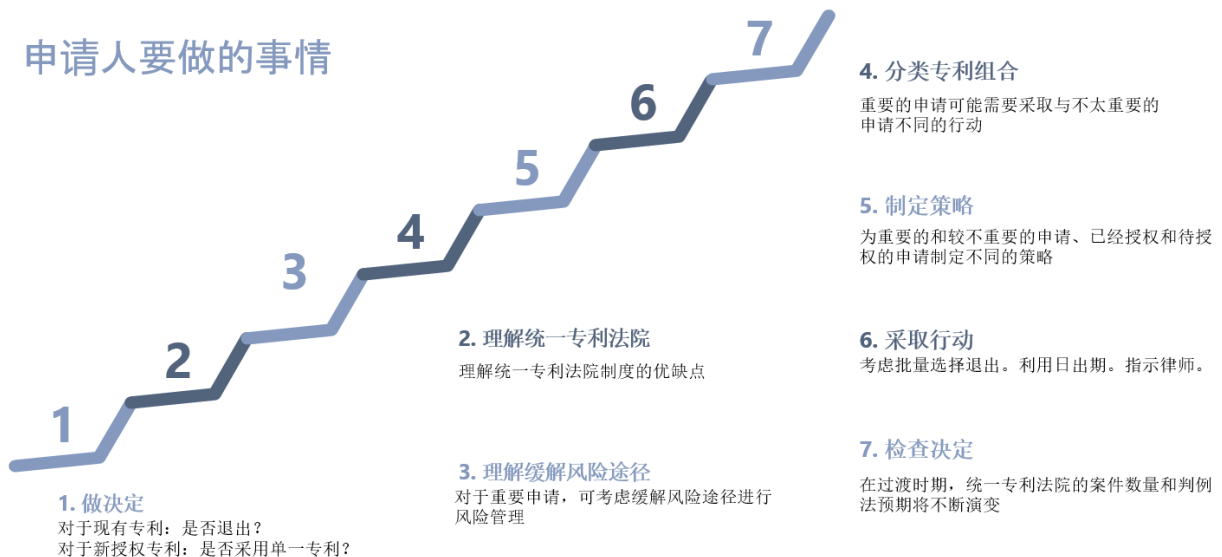 申请人要做的事情
1
2
3
4
5
6
7
1. 做决定
对于现有专利：是否退出？
对于新授权专利：是否采用单一专利？
2. 理解统一专利法院
理解统一专利法院制度的优缺点
3. 理解缓解风险途径
对于重要申请，可考虑缓解风险途径进行
风险管理
4. 分类专利组合
重要的申请可能需要采取与不太重要的
申请不同的行动
5. 制定策略
为重要的和较不重要的申请、已经授权和待授
权的申请制定不同的策略
6. 采取行动
考虑批量选择退出。利用日出期。指示律师。
7. 检查决定
在过渡时期，统一专利法院的案件数量和判例
法预期将不断演变